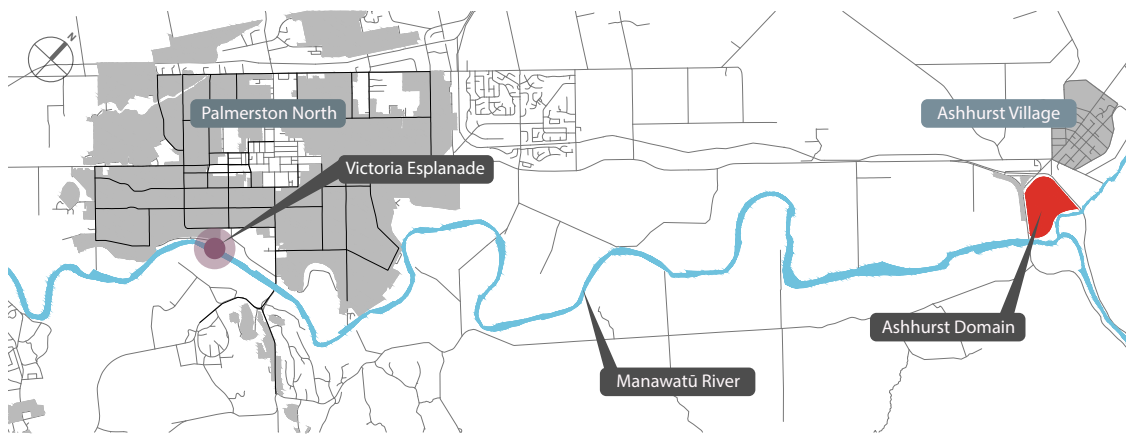 N
Palmerston North
Ashhurst Village
Victoria Esplanade
Ashhurst Domain
Manawatū River